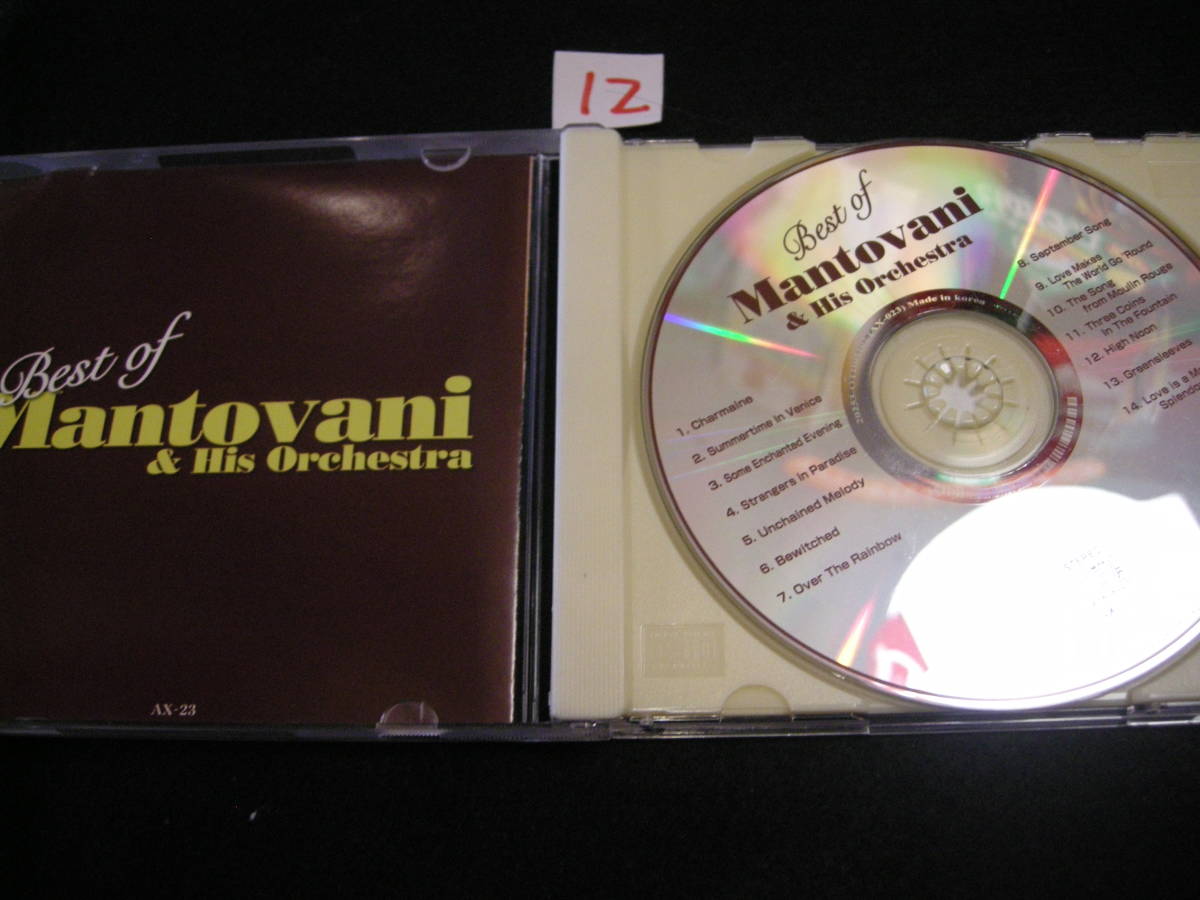 12
Best of
Mantovani
& His Orchestra
AX-23
Best of
Mantovani
& His Orchestra
Made in korea
1. Charmaine
2. Summertime in Venice
3. Some Enchanted Evening
4. Strangers In Paradise
5. Unchained Melody
6. Bewitched
7. Over The Rainbow
8. September Song
9. Love Makes
The World Go 'Round
10. The Song
from Moulin Rouge
11. Three Coins
In The Fountain
12. High Noon
13. Greensleeves
14. Love is a
STEREO